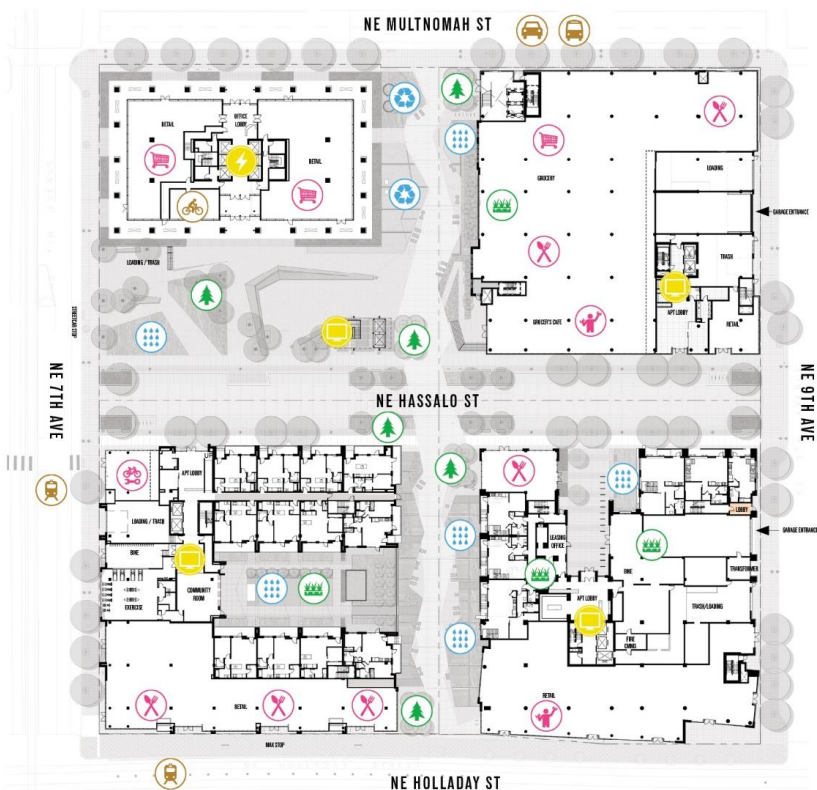 NE MULTNOMAH ST
RETAIL
OFFICE
LOBBY
RETAIL
LOADING / TRASH
STREETCAR STOP
GROCERY
LOADING
GARAGE ENTRANCE
TRASH
APT LOBBY
RETAIL
GROCER'S CAFE
NE 7TH AVE
NE HASSALO ST
NE 9TH AVE
APT LOBBY
LOADING / TRASH
BIKE
EXERCISE
COMMUNITY
ROOM
RETAIL
MAX STOP
LEASING
OFFICE
LOBBY
GARAGE ENTRANCE
BIKE
TRANSFORMER
APT LOBBY
TRASH/LOADING
FIRE
CMND.
RETAIL
NE HOLLADAY ST